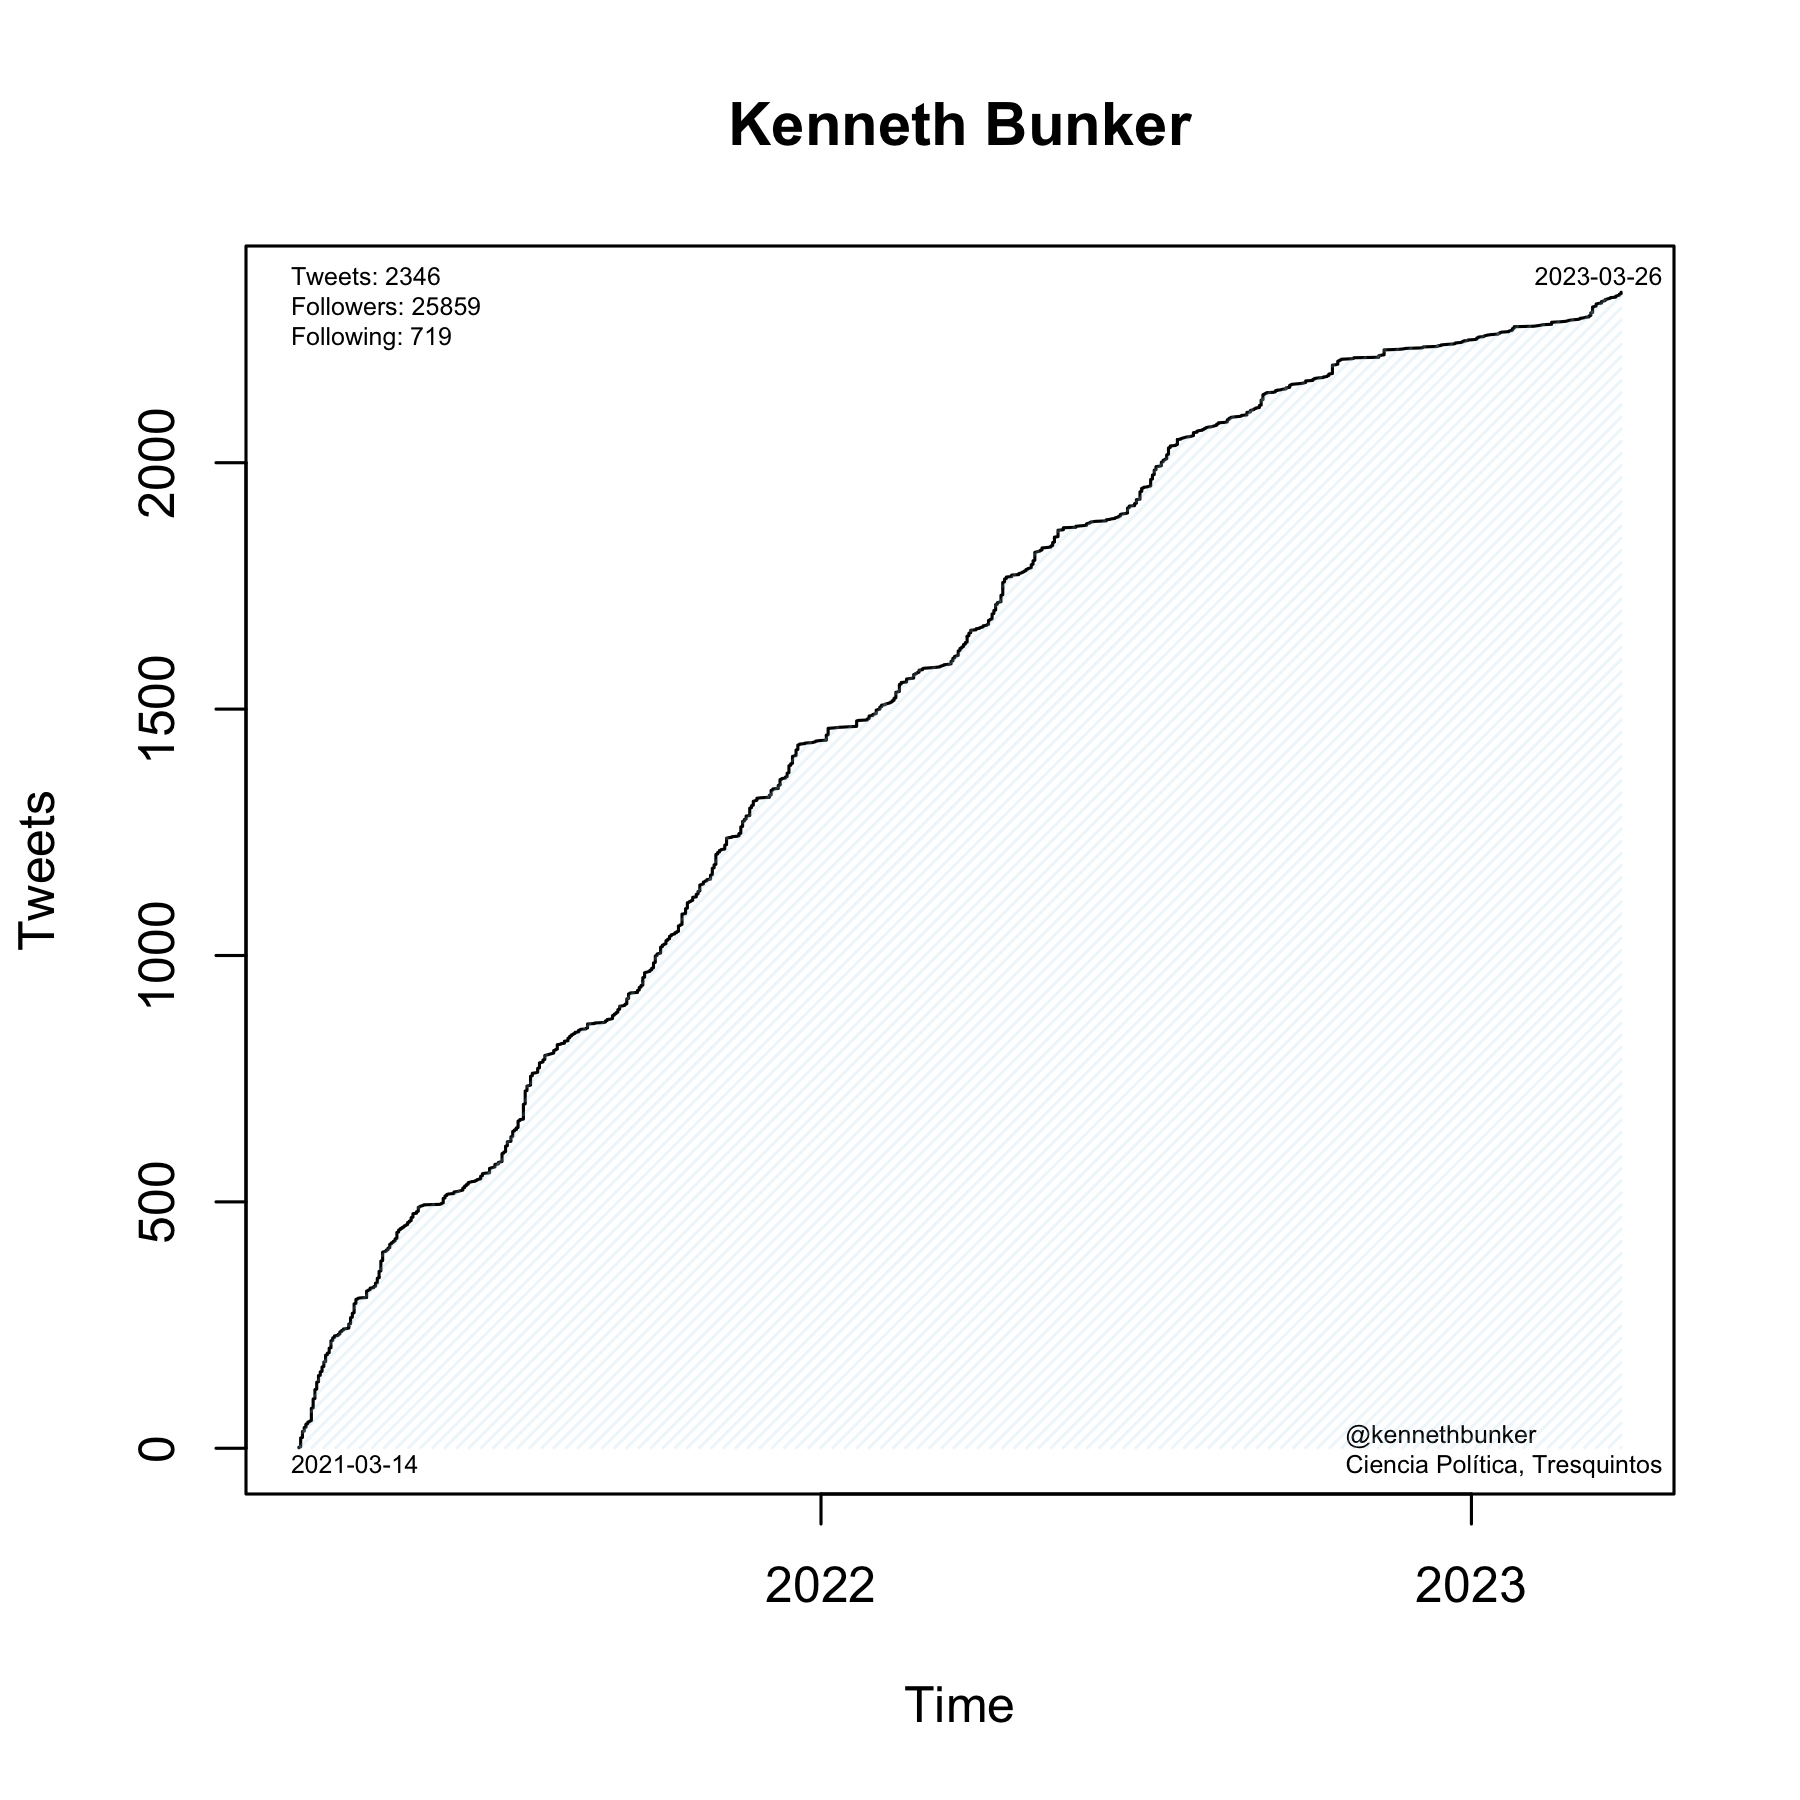 Kenneth Bunker
Tweets: 2346
Followers: 25859
Following: 719
2023-03-26
Tweets
2000
1500
1000
500
0
@kennethbunker
Ciencia Política, Tresquintos
2021-03-14
2022
2023
Time